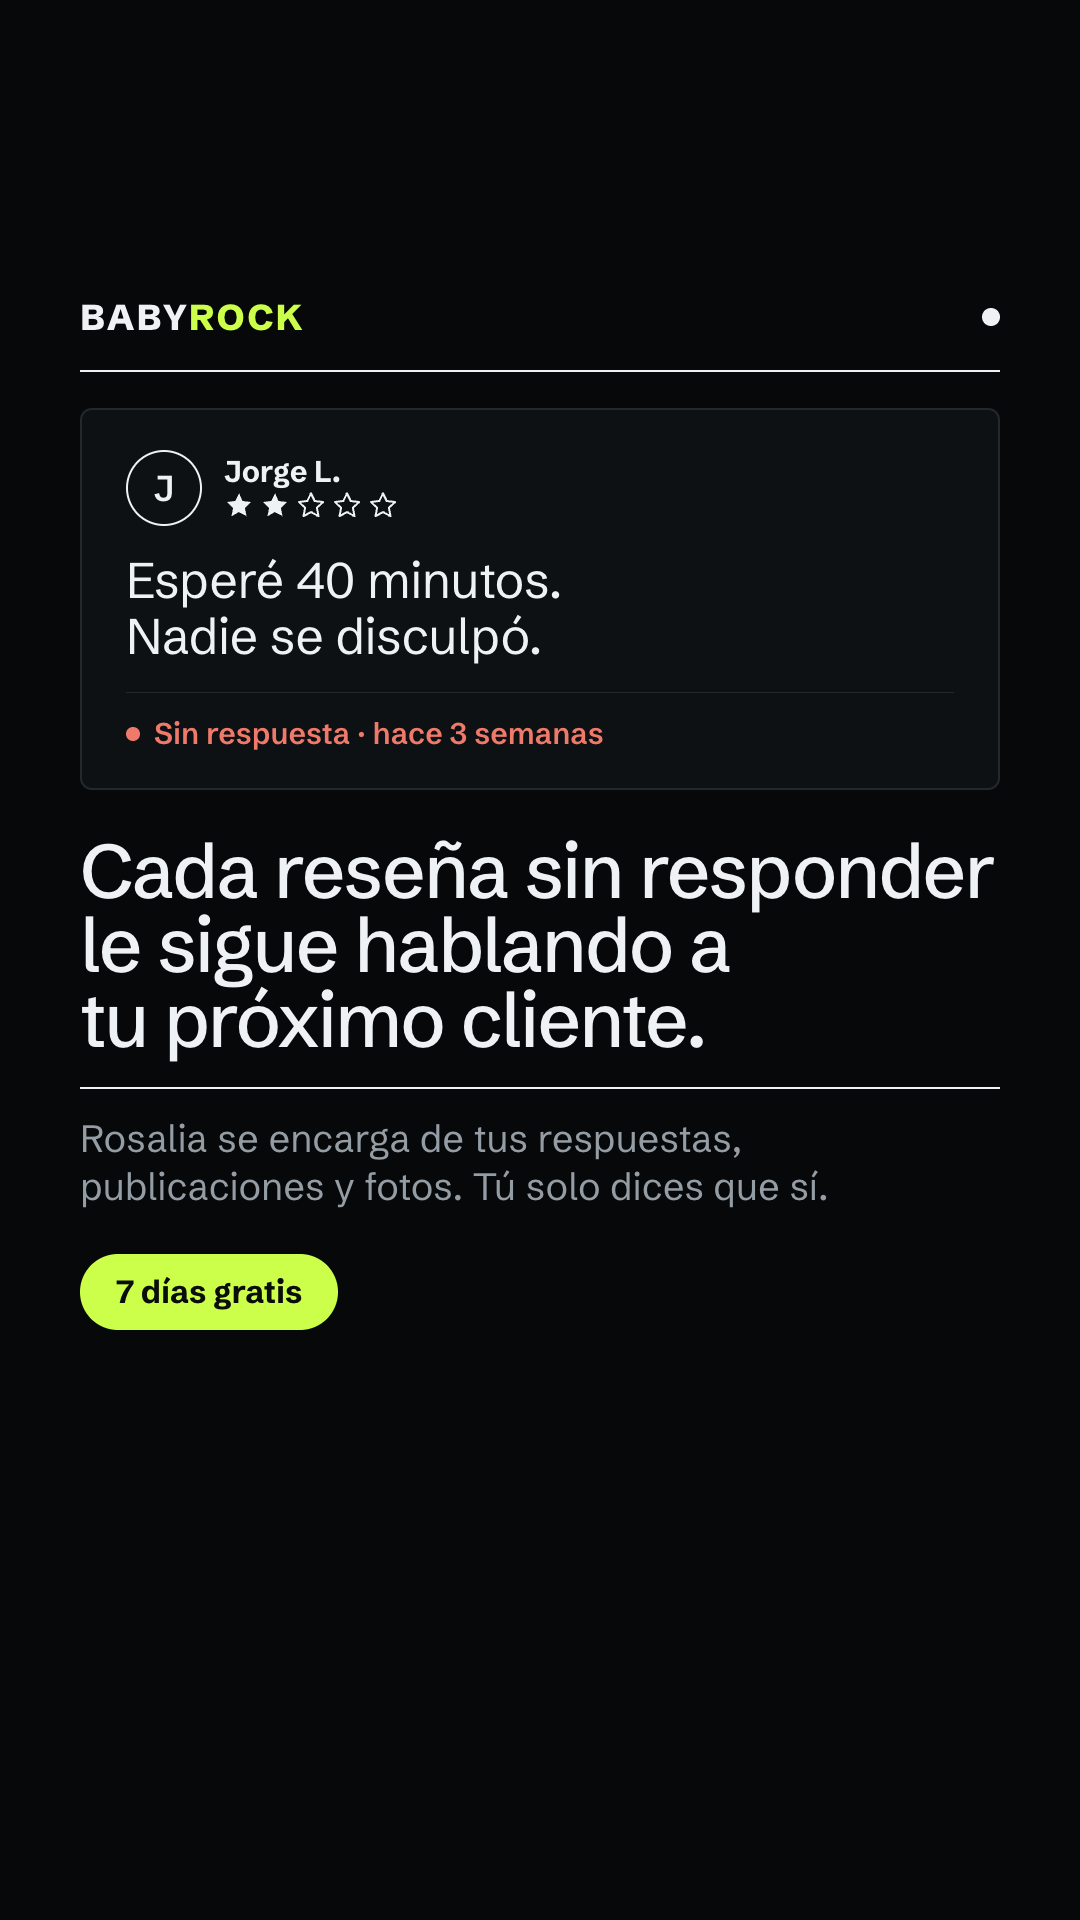 BABYROCK
J
Jorge L.
Esperé 40 minutos.
Nadie se disculpó.
Sin respuesta · hace 3 semanas
Cada reseña sin responder
le sigue hablando a
tu próximo cliente.
Rosalia se encarga de tus respuestas,
publicaciones y fotos. Tú solo dices que sí.
7 días gratis